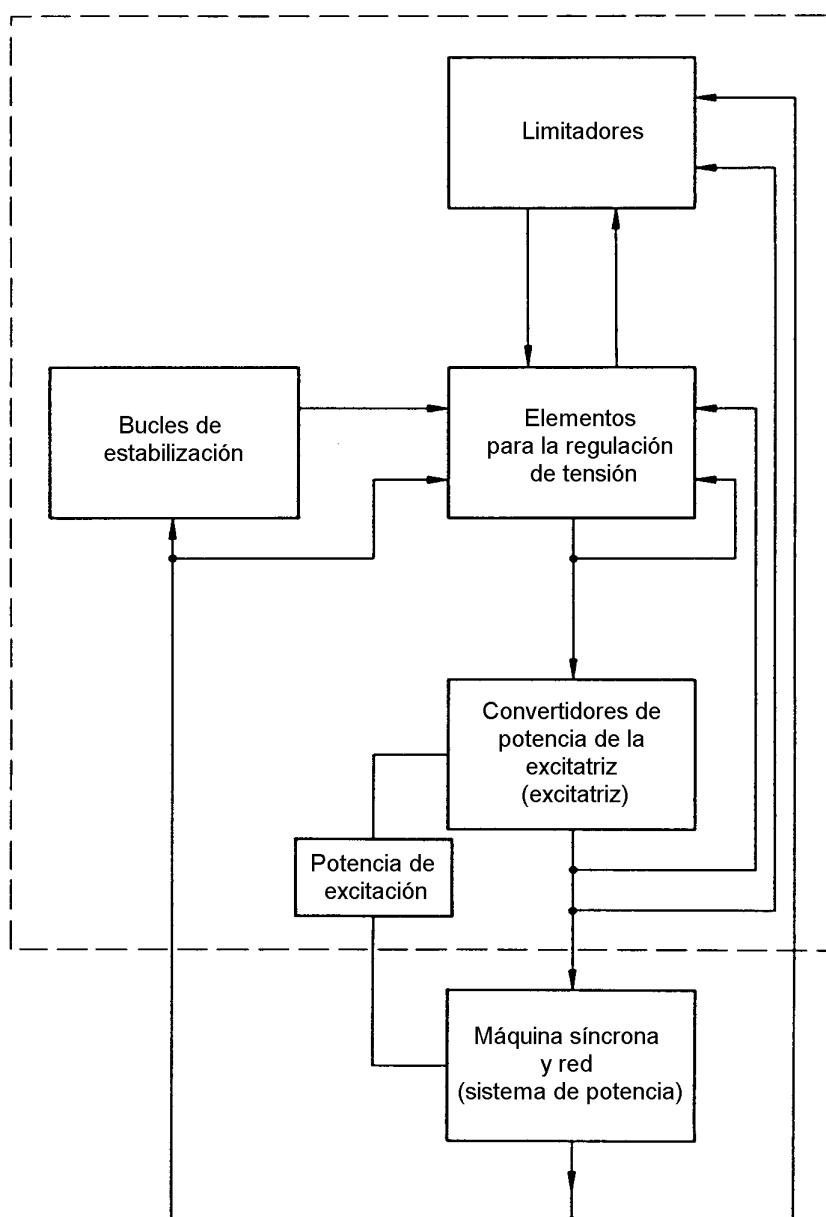 Limitadores
Bucles de
estabilización
Elementos
para la regulación
de tensión
Convertidores de
potencia de la
excitatriz
(excitatriz)
Potencia de
excitación
Máquina síncrona
y red
(sistema de potencia)